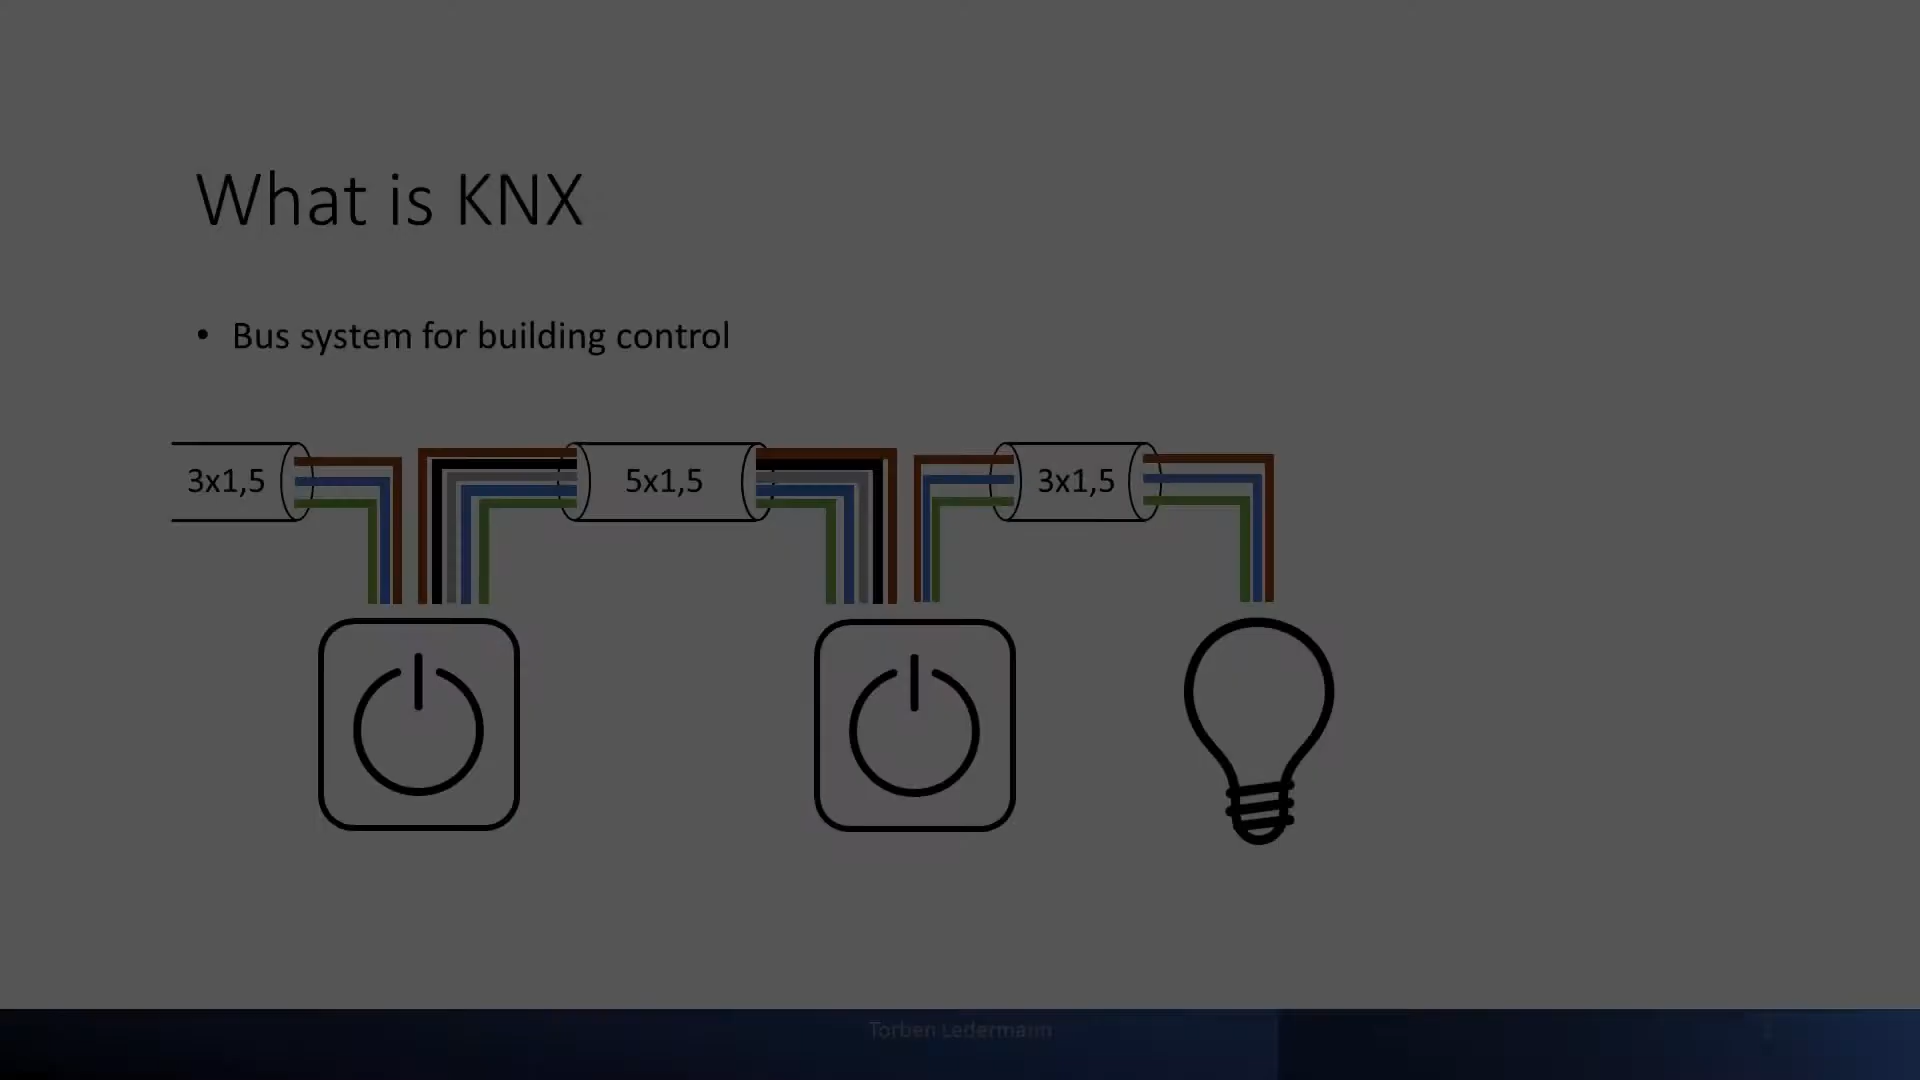 What is KNX
• Bus system for building control
3x1,5
5x1,5
3x1,5
Torben Ledermann